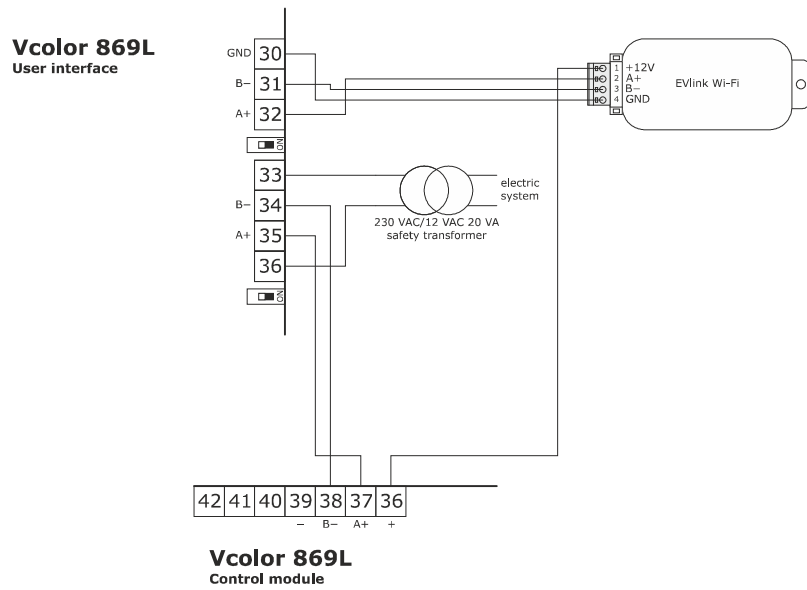 Vcolor 869L
User interface
GND 30
B− 31
A+ 32
ON
33
B− 34
A+ 35
36
ON
1 +12V
2 A+
3 B−
4 GND
EVlink Wi-Fi
electric
system
230 VAC/12 VAC 20 VA
safety transformer
42 41 40 39 38 37 36
− B− A+ +
Vcolor 869L
Control module